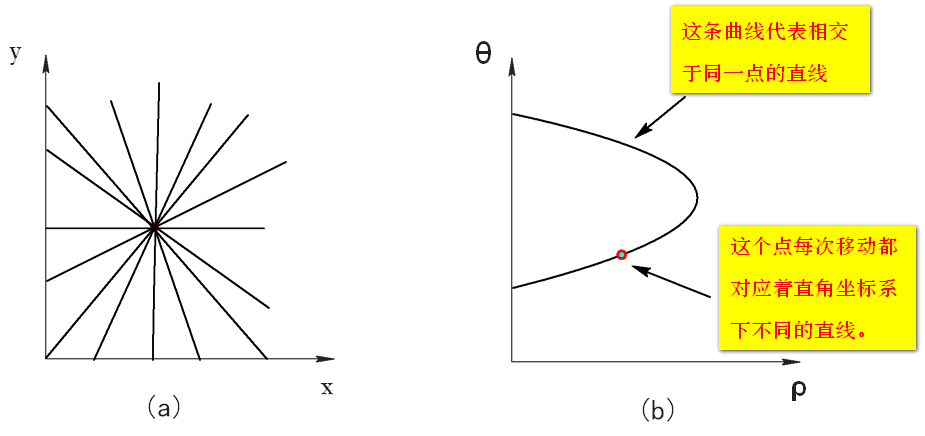 y
x
（a）
θ
这条曲线代表相交
于同一点的直线
这个点每次移动都
对应着直角坐标系
下不同的直线。
ρ
（b）